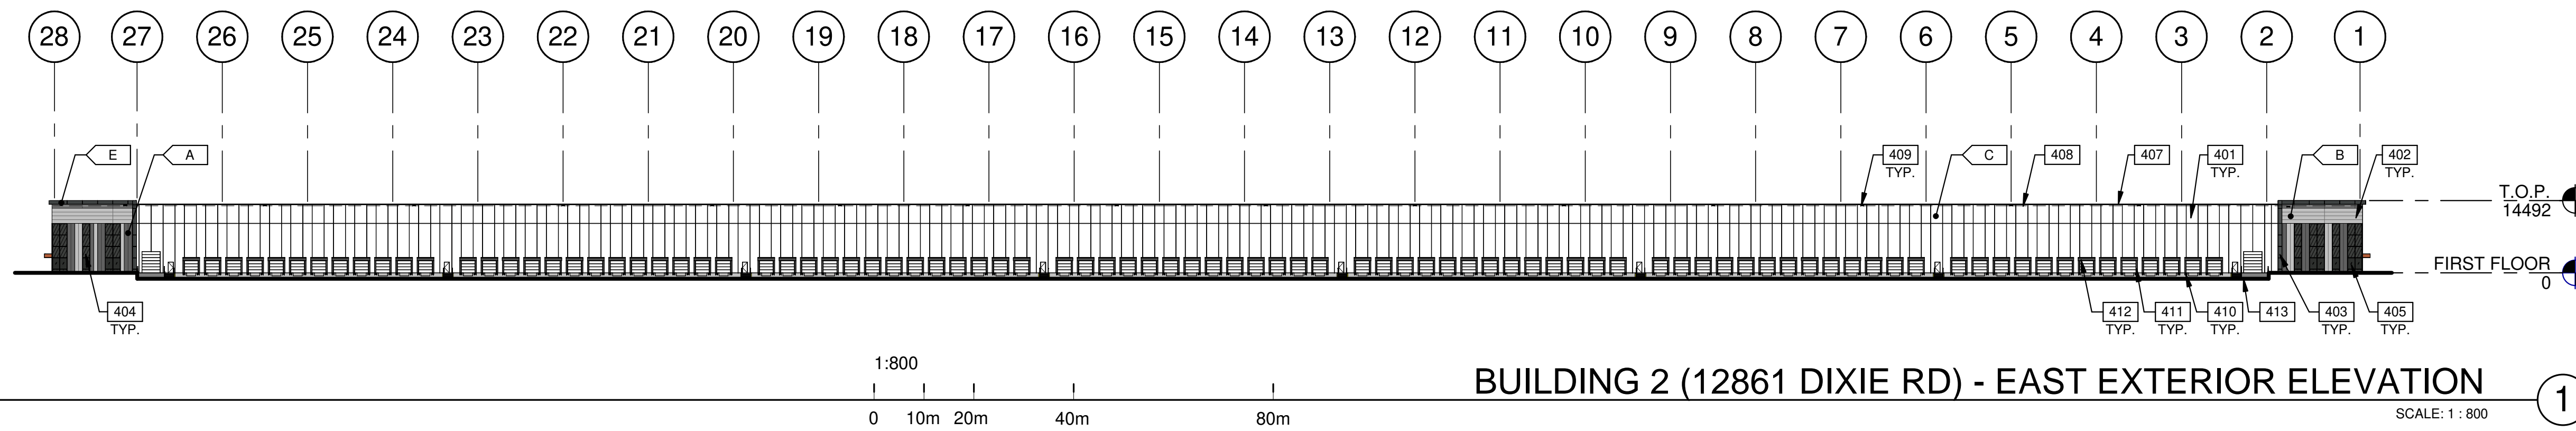 28 27 26 25 24 23 22 21 20 19 18 17 16 15 14 13 12 11 10 9 8 7 6 5 4 3 2 1
E A 409 C 408 407 401 B 402
TYP. TYP. TYP.
T.O.P.
14492
FIRST FLOOR
0
404 412 411 410 413 403 405
TYP. TYP. TYP. TYP. TYP. TYP.
1:800
0 10m 20m 40m 80m
BUILDING 2 (12861 DIXIE RD) - EAST EXTERIOR ELEVATION
1
SCALE: 1 : 800